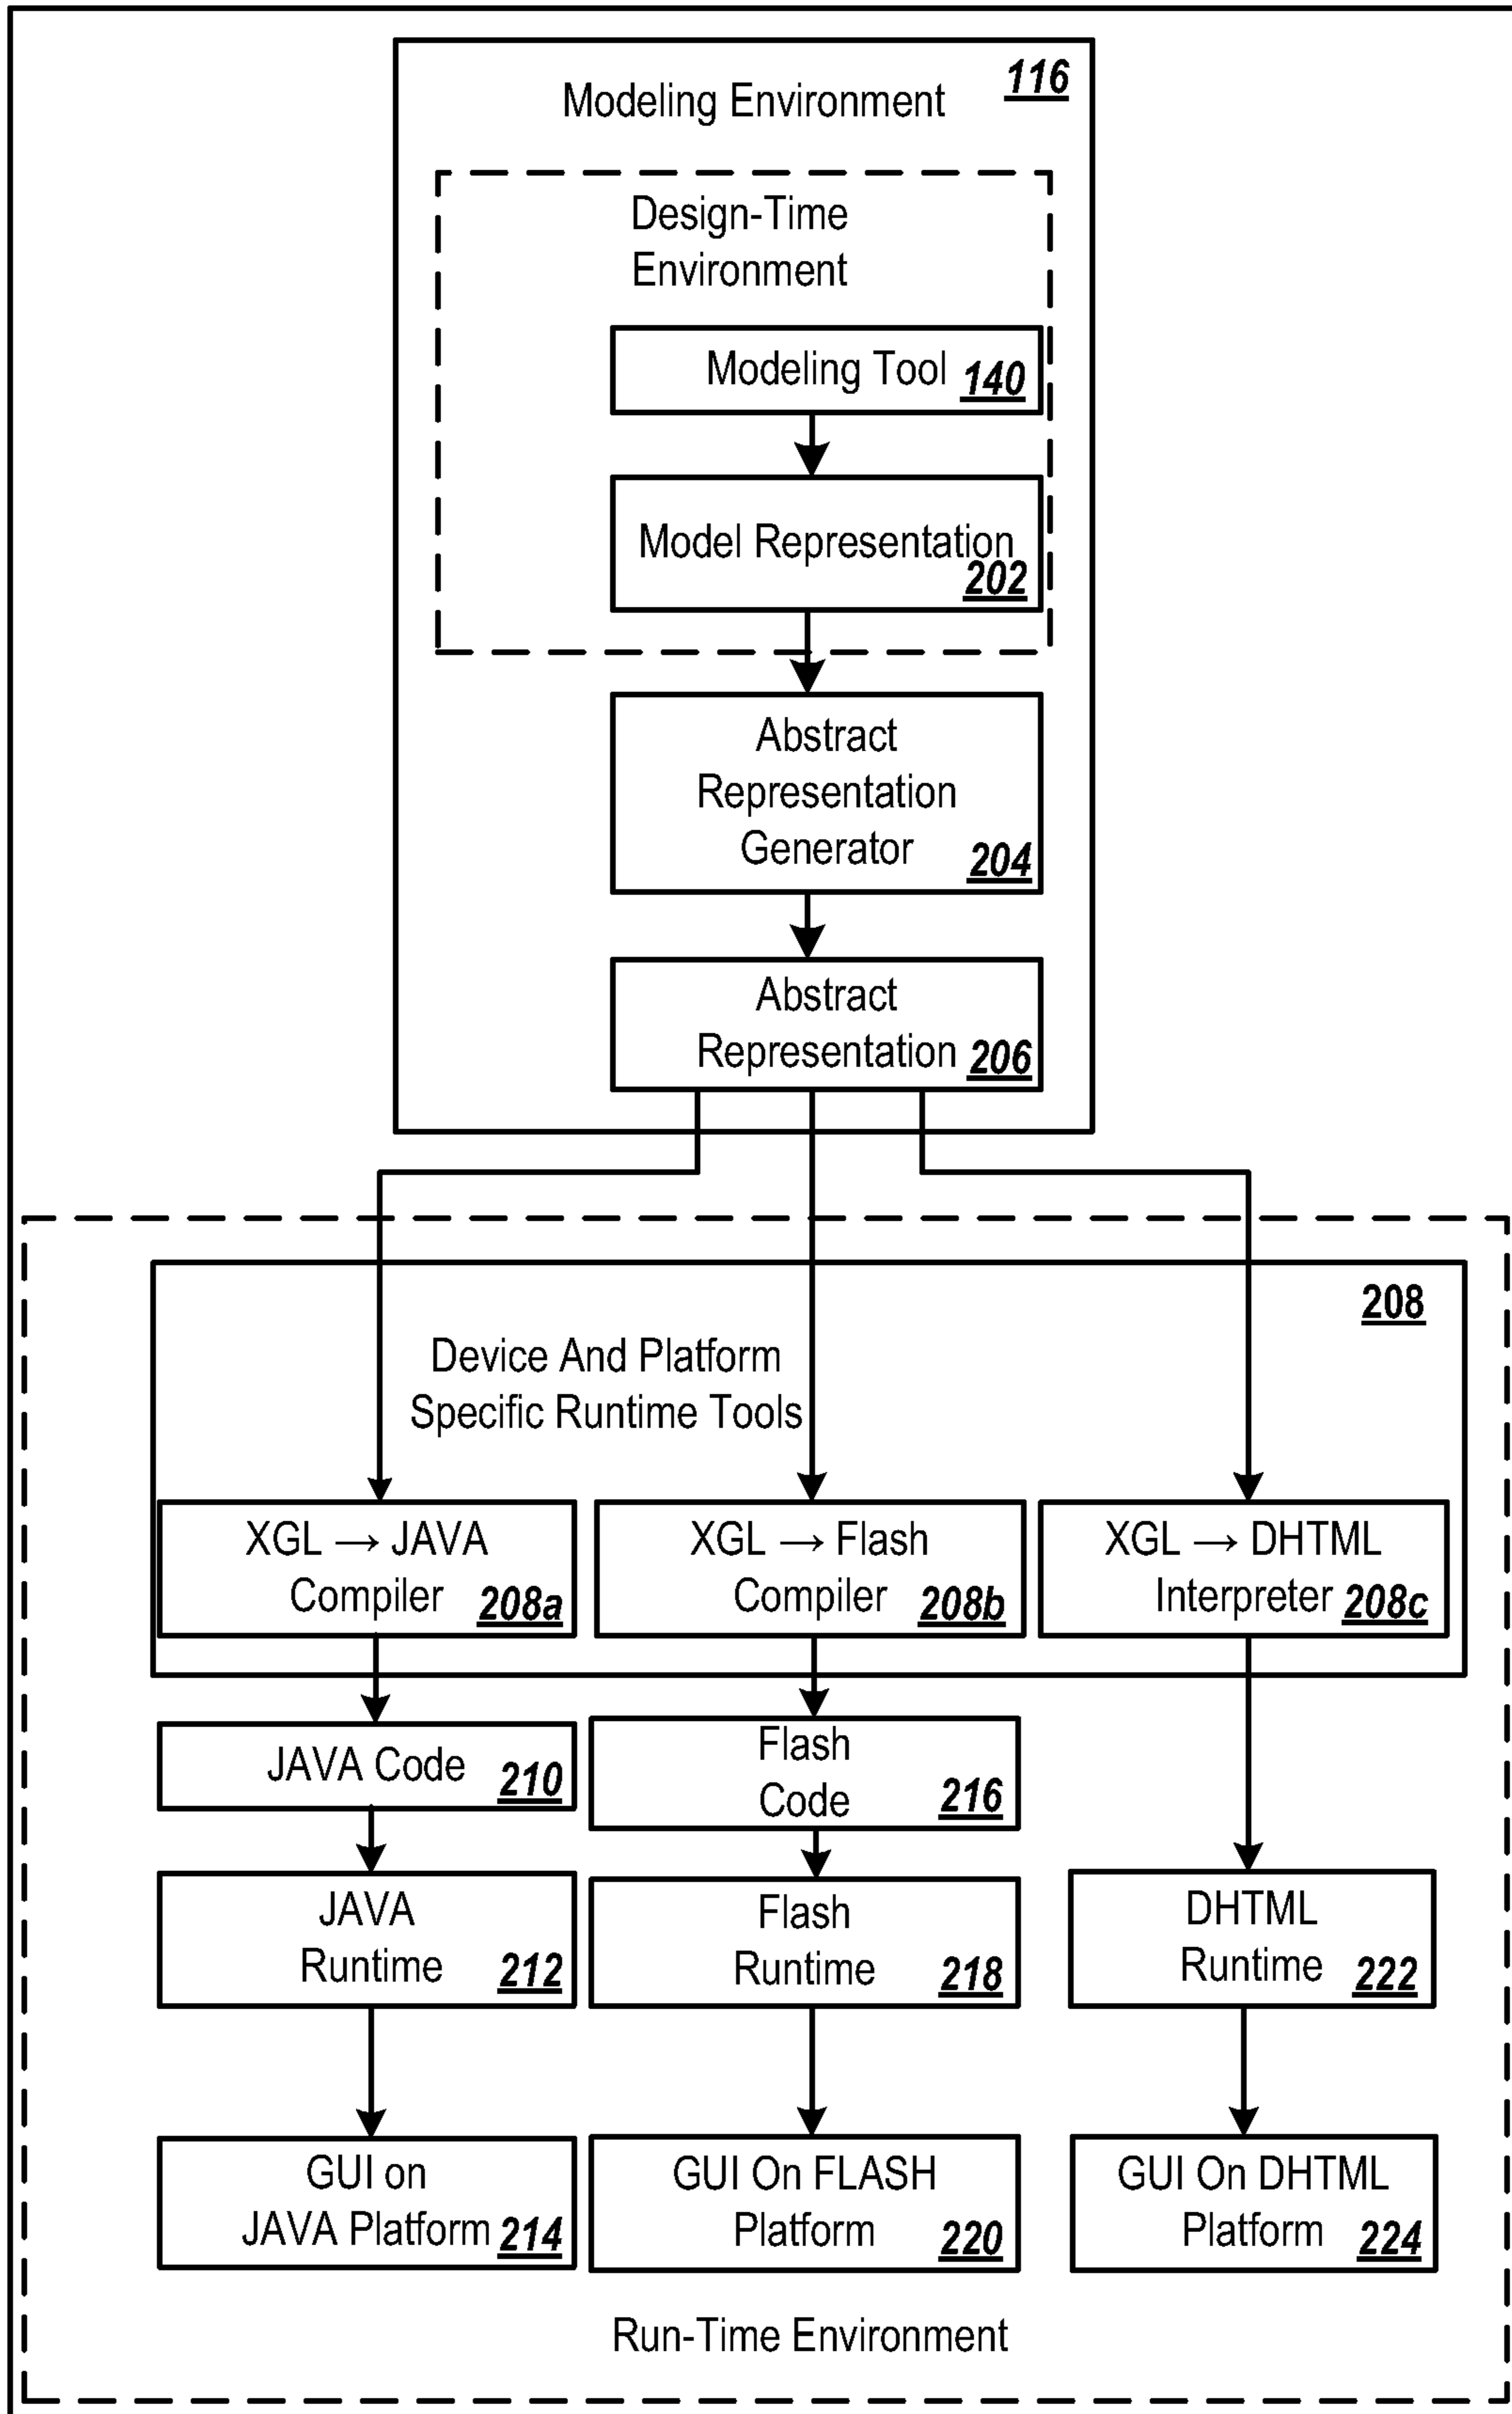 116
Modeling Environment
Design-Time
Environment
Modeling Tool 140
Model Representation
202
Abstract
Representation
Generator 204
Abstract
Representation 206
208
Device And Platform
Specific Runtime Tools
XGL → JAVA
Compiler 208a
XGL → Flash
Compiler 208b
XGL → DHTML
Interpreter 208c
JAVA Code 210
Flash
Code 216
JAVA
Runtime 212
Flash
Runtime 218
DHTML
Runtime 222
GUI on
JAVA Platform 214
GUI On FLASH
Platform 220
GUI On DHTML
Platform 224
Run-Time Environment